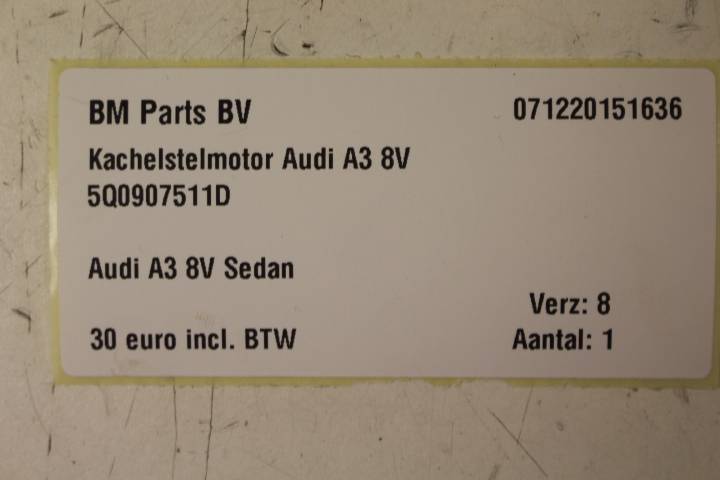 BM Parts BV 071220151636
Kachelstelmotor Audi A3 8V
5Q0907511D
Audi A3 8V Sedan
Verz: 8
30 euro incl. BTW Aantal: 1